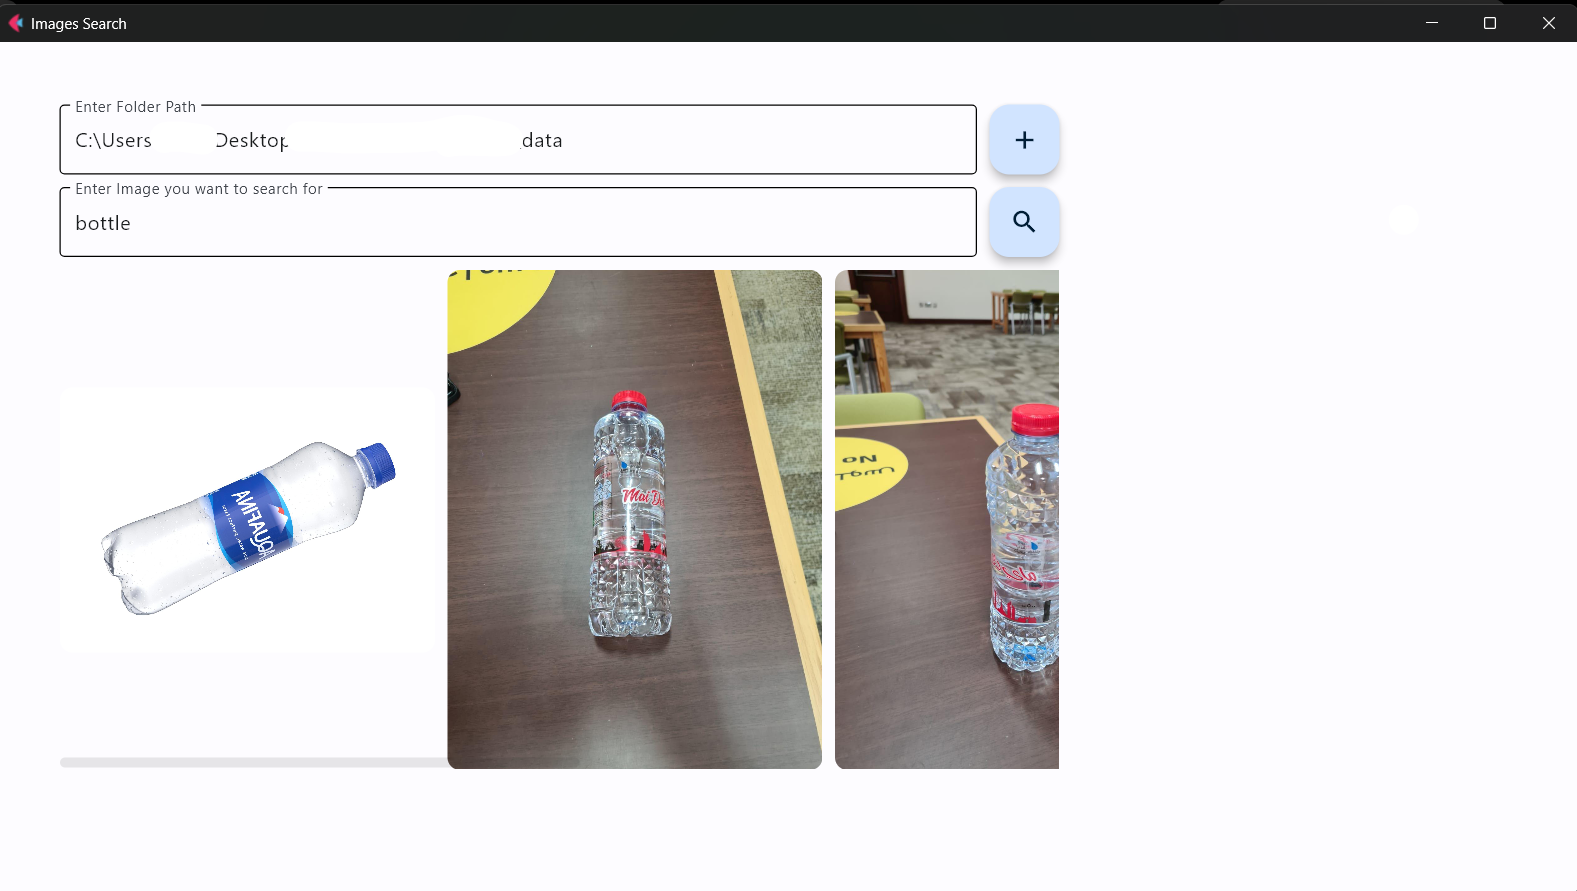 Images Search
Enter Folder Path
C:\Users Desktop data
Enter Image you want to search for
bottle
AQUAFINA
Mai D
No